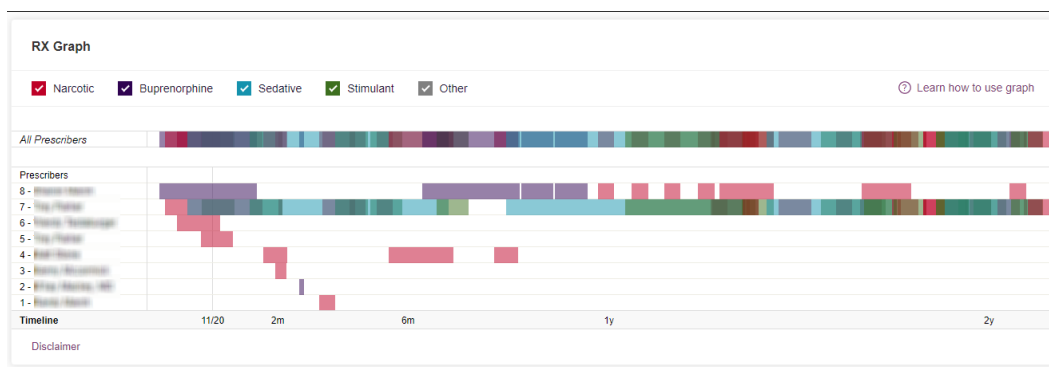 RX Graph
Narcotic Buprenorphine Sedative Stimulant Other Learn how to use graph
All Prescribers
Prescribers
8 -
7 -
6 -
5 -
4 -
3 -
2 -
1 -
Timeline 11/20 2m 6m 1y 2y
Disclaimer